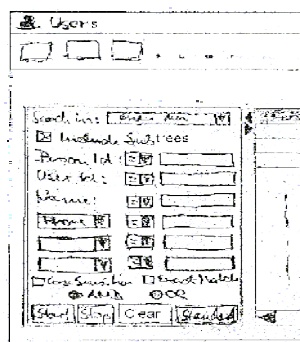 Users
Search in:
Include Subtrees
Person Id: =
User Id: =
Name: =
Phone =
=
Case Sensitive Exact Match
AND OR
Start Stop Clear Standard